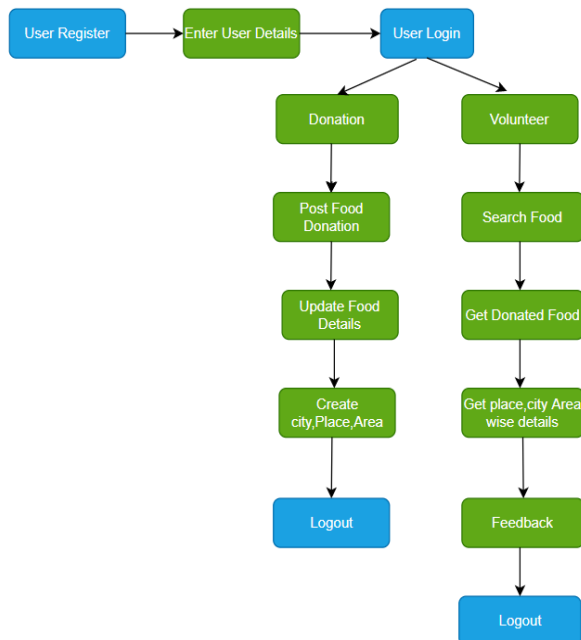 User Register
Enter User Details
User Login
Donation
Volunteer
Post Food
Donation
Search Food
Update Food
Details
Get Donated Food
Create
city,Place,Area
Get place,city Area
wise details
Logout
Feedback
Logout